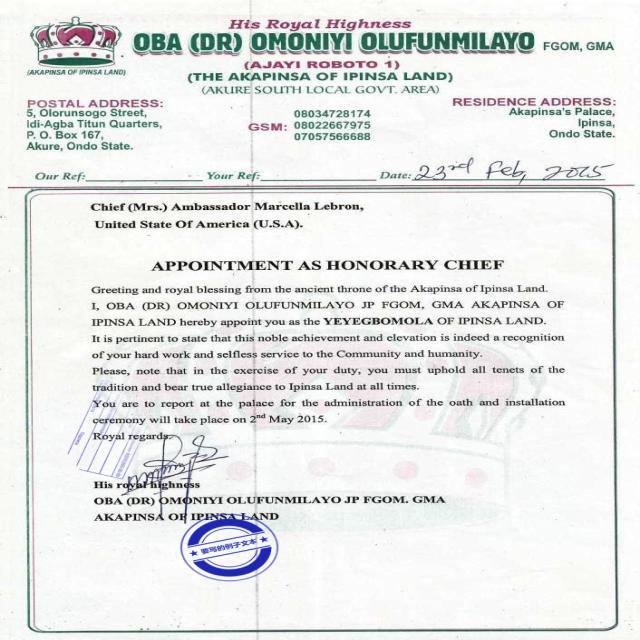 His Royal Highness
OBA (DR) OMONIYI OLUFUNMILAYO FGOM, GMA
(AJAYI ROBOTO 1)
(THE AKAPINSA OF IPINSA LAND)
(AKURE SOUTH LOCAL GOVT. AREA)
(AKAPINSA OF IPINSA LAND)
POSTAL ADDRESS:
5, Olorunsogo Street,
Idi-Agba Titun Quarters,
P. O. Box 167,
Akure, Ondo State.
GSM:
08034728174
08022667975
07057566688
RESIDENCE ADDRESS:
Akapinsa's Palace,
Ipinsa,
Ondo State.
Our Ref: Your Ref: Date: 23rd Feb, 2015
Chief (Mrs.) Ambassador Marcella Lebron,
United State Of America (U.S.A).
APPOINTMENT AS HONORARY CHIEF
Greeting and royal blessing from the ancient throne of the Akapinsa of Ipinsa Land.
I, OBA (DR) OMONIYI OLUFUNMILAYO JP FGOM, GMA AKAPINSA OF
IPINSA LAND hereby appoint you as the YEYEGBOMOLA OF IPINSA LAND.
It is pertinent to state that this noble achievement and elevation is indeed a recognition
of your hard work and selfless service to the Community and humanity.
Please, note that in the exercise of your duty, you must uphold all tenets of the
tradition and bear true allegiance to Ipinsa Land at all times.
You are to report at the palace for the administration of the oath and installation
ceremony will take place on 2nd May 2015.
Royal regards.
His royal highness
OBA (DR) OMONIYI OLUFUNMILAYO JP FGOM. GMA
AKAPINSA OF IPINSA LAND
★ 要写的例子文本 ★